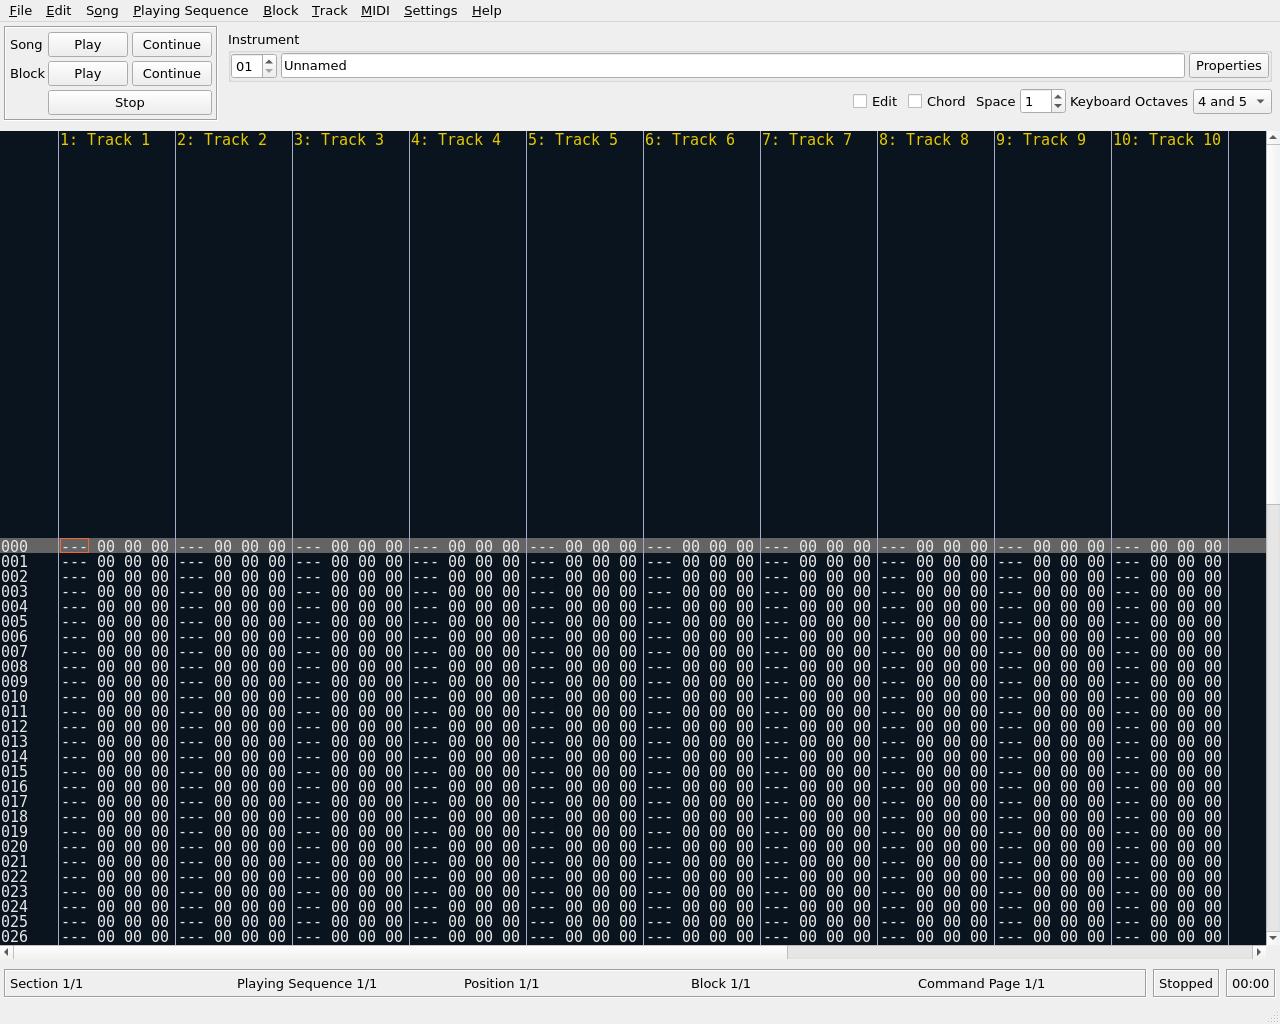 File Edit Song Playing Sequence Block Track MIDI Settings Help
Song Play Continue
Block Play Continue
Stop
Instrument
01 Unnamed Properties
Edit Chord Space 1 Keyboard Octaves 4 and 5
1: Track 1 2: Track 2 3: Track 3 4: Track 4 5: Track 5 6: Track 6 7: Track 7 8: Track 8 9: Track 9 10: Track 10
000 --- 00 00 00 --- 00 00 00 --- 00 00 00 --- 00 00 00 --- 00 00 00 --- 00 00 00 --- 00 00 00 --- 00 00 00 --- 00 00 00 --- 00 00 00
001 --- 00 00 00 --- 00 00 00 --- 00 00 00 --- 00 00 00 --- 00 00 00 --- 00 00 00 --- 00 00 00 --- 00 00 00 --- 00 00 00 --- 00 00 00
002 --- 00 00 00 --- 00 00 00 --- 00 00 00 --- 00 00 00 --- 00 00 00 --- 00 00 00 --- 00 00 00 --- 00 00 00 --- 00 00 00 --- 00 00 00
003 --- 00 00 00 --- 00 00 00 --- 00 00 00 --- 00 00 00 --- 00 00 00 --- 00 00 00 --- 00 00 00 --- 00 00 00 --- 00 00 00 --- 00 00 00
004 --- 00 00 00 --- 00 00 00 --- 00 00 00 --- 00 00 00 --- 00 00 00 --- 00 00 00 --- 00 00 00 --- 00 00 00 --- 00 00 00 --- 00 00 00
005 --- 00 00 00 --- 00 00 00 --- 00 00 00 --- 00 00 00 --- 00 00 00 --- 00 00 00 --- 00 00 00 --- 00 00 00 --- 00 00 00 --- 00 00 00
006 --- 00 00 00 --- 00 00 00 --- 00 00 00 --- 00 00 00 --- 00 00 00 --- 00 00 00 --- 00 00 00 --- 00 00 00 --- 00 00 00 --- 00 00 00
007 --- 00 00 00 --- 00 00 00 --- 00 00 00 --- 00 00 00 --- 00 00 00 --- 00 00 00 --- 00 00 00 --- 00 00 00 --- 00 00 00 --- 00 00 00
008 --- 00 00 00 --- 00 00 00 --- 00 00 00 --- 00 00 00 --- 00 00 00 --- 00 00 00 --- 00 00 00 --- 00 00 00 --- 00 00 00 --- 00 00 00
009 --- 00 00 00 --- 00 00 00 --- 00 00 00 --- 00 00 00 --- 00 00 00 --- 00 00 00 --- 00 00 00 --- 00 00 00 --- 00 00 00 --- 00 00 00
010 --- 00 00 00 --- 00 00 00 --- 00 00 00 --- 00 00 00 --- 00 00 00 --- 00 00 00 --- 00 00 00 --- 00 00 00 --- 00 00 00 --- 00 00 00
011 --- 00 00 00 --- 00 00 00 --- 00 00 00 --- 00 00 00 --- 00 00 00 --- 00 00 00 --- 00 00 00 --- 00 00 00 --- 00 00 00 --- 00 00 00
012 --- 00 00 00 --- 00 00 00 --- 00 00 00 --- 00 00 00 --- 00 00 00 --- 00 00 00 --- 00 00 00 --- 00 00 00 --- 00 00 00 --- 00 00 00
013 --- 00 00 00 --- 00 00 00 --- 00 00 00 --- 00 00 00 --- 00 00 00 --- 00 00 00 --- 00 00 00 --- 00 00 00 --- 00 00 00 --- 00 00 00
014 --- 00 00 00 --- 00 00 00 --- 00 00 00 --- 00 00 00 --- 00 00 00 --- 00 00 00 --- 00 00 00 --- 00 00 00 --- 00 00 00 --- 00 00 00
015 --- 00 00 00 --- 00 00 00 --- 00 00 00 --- 00 00 00 --- 00 00 00 --- 00 00 00 --- 00 00 00 --- 00 00 00 --- 00 00 00 --- 00 00 00
016 --- 00 00 00 --- 00 00 00 --- 00 00 00 --- 00 00 00 --- 00 00 00 --- 00 00 00 --- 00 00 00 --- 00 00 00 --- 00 00 00 --- 00 00 00
017 --- 00 00 00 --- 00 00 00 --- 00 00 00 --- 00 00 00 --- 00 00 00 --- 00 00 00 --- 00 00 00 --- 00 00 00 --- 00 00 00 --- 00 00 00
018 --- 00 00 00 --- 00 00 00 --- 00 00 00 --- 00 00 00 --- 00 00 00 --- 00 00 00 --- 00 00 00 --- 00 00 00 --- 00 00 00 --- 00 00 00
019 --- 00 00 00 --- 00 00 00 --- 00 00 00 --- 00 00 00 --- 00 00 00 --- 00 00 00 --- 00 00 00 --- 00 00 00 --- 00 00 00 --- 00 00 00
020 --- 00 00 00 --- 00 00 00 --- 00 00 00 --- 00 00 00 --- 00 00 00 --- 00 00 00 --- 00 00 00 --- 00 00 00 --- 00 00 00 --- 00 00 00
021 --- 00 00 00 --- 00 00 00 --- 00 00 00 --- 00 00 00 --- 00 00 00 --- 00 00 00 --- 00 00 00 --- 00 00 00 --- 00 00 00 --- 00 00 00
022 --- 00 00 00 --- 00 00 00 --- 00 00 00 --- 00 00 00 --- 00 00 00 --- 00 00 00 --- 00 00 00 --- 00 00 00 --- 00 00 00 --- 00 00 00
023 --- 00 00 00 --- 00 00 00 --- 00 00 00 --- 00 00 00 --- 00 00 00 --- 00 00 00 --- 00 00 00 --- 00 00 00 --- 00 00 00 --- 00 00 00
024 --- 00 00 00 --- 00 00 00 --- 00 00 00 --- 00 00 00 --- 00 00 00 --- 00 00 00 --- 00 00 00 --- 00 00 00 --- 00 00 00 --- 00 00 00
025 --- 00 00 00 --- 00 00 00 --- 00 00 00 --- 00 00 00 --- 00 00 00 --- 00 00 00 --- 00 00 00 --- 00 00 00 --- 00 00 00 --- 00 00 00
026 --- 00 00 00 --- 00 00 00 --- 00 00 00 --- 00 00 00 --- 00 00 00 --- 00 00 00 --- 00 00 00 --- 00 00 00 --- 00 00 00 --- 00 00 00
Section 1/1 Playing Sequence 1/1 Position 1/1 Block 1/1 Command Page 1/1 Stopped 00:00